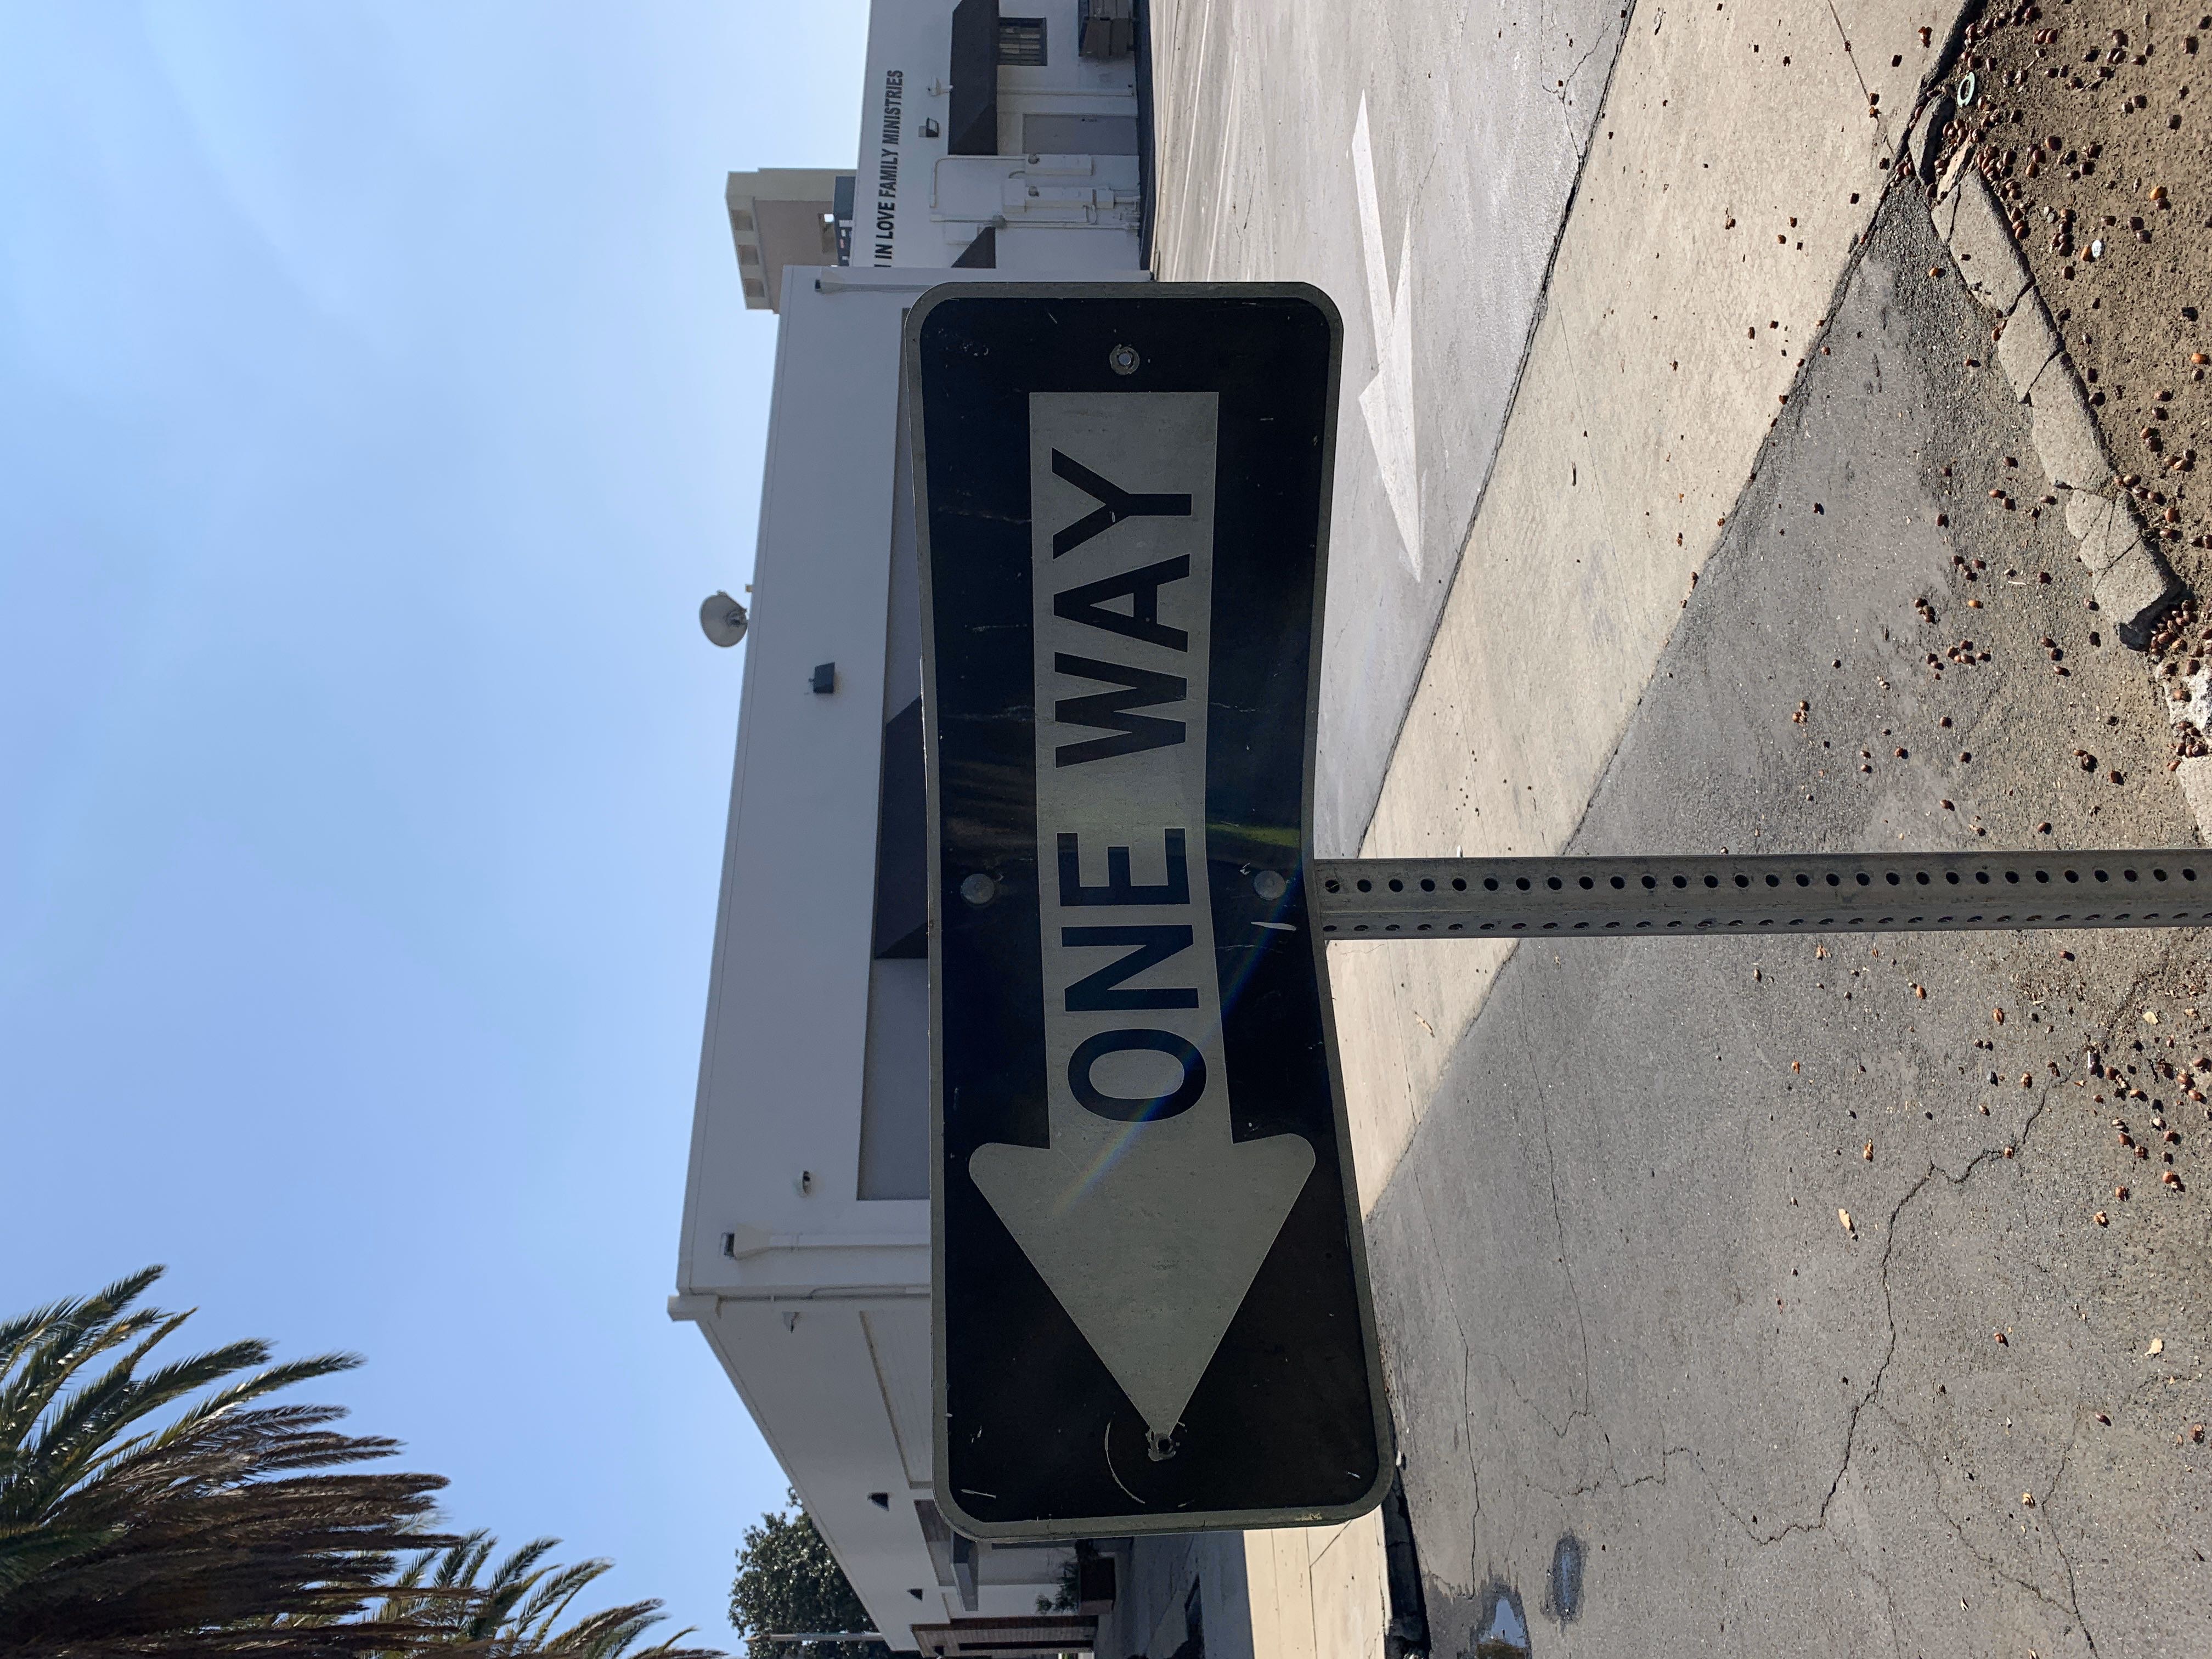 IN LOVE FAMILY MINISTRIES
ONE WAY